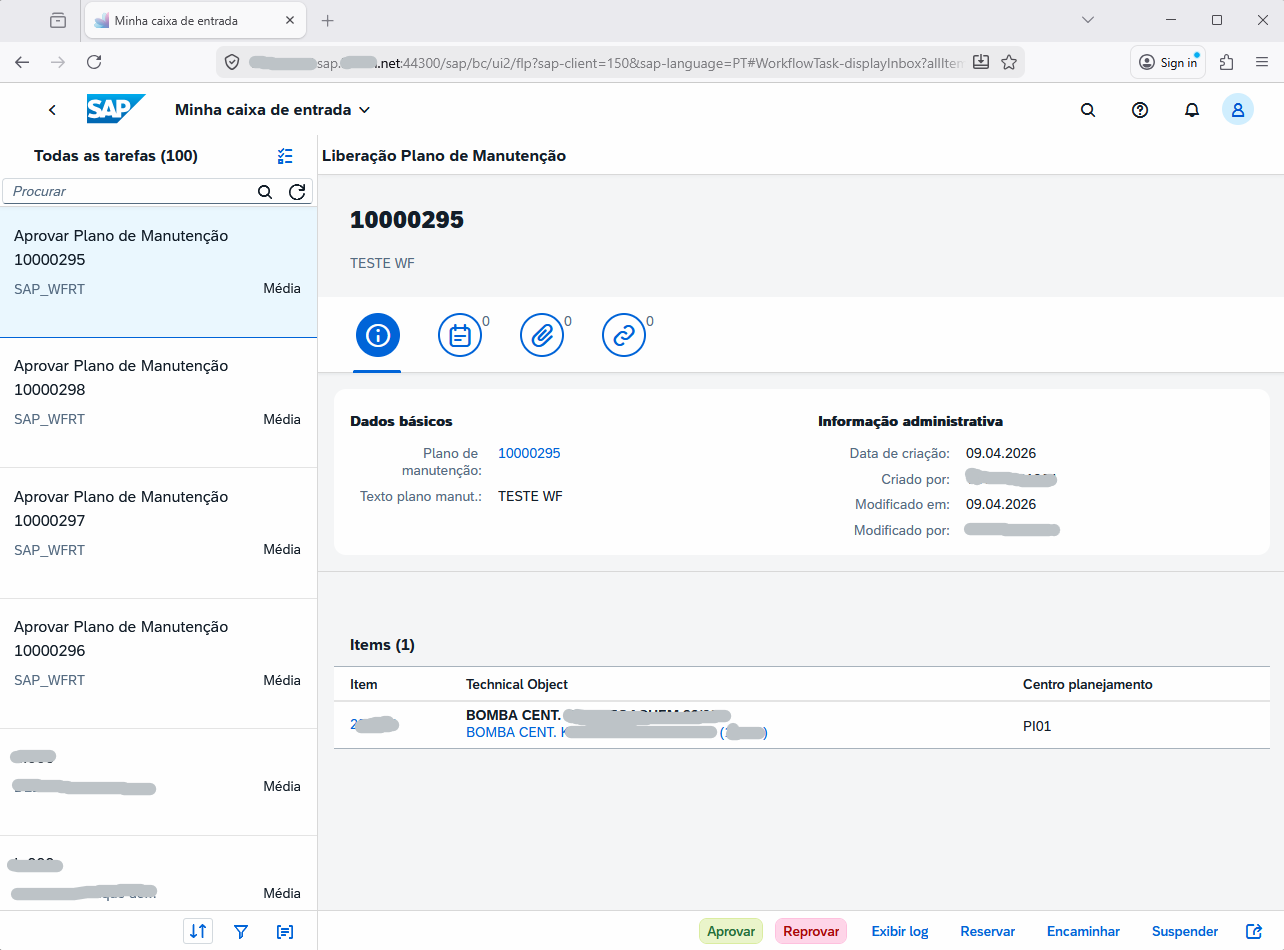 Minha caixa de entrada
.net:44300/sap/bc/ui2/flp?sap-client=150&sap-language=PT#WorkflowTask-displayInbox?allItem
Sign in
SAP
Minha caixa de entrada
Todas as tarefas (100)
Procurar
Aprovar Plano de Manutenção
10000295
SAP_WFRT
Média
Aprovar Plano de Manutenção
10000298
SAP_WFRT
Média
Aprovar Plano de Manutenção
10000297
SAP_WFRT
Média
Aprovar Plano de Manutenção
10000296
SAP_WFRT
Média
Média
Média
Liberação Plano de Manutenção
10000295
TESTE WF
0
0
0
Dados básicos
Plano de manutenção: 10000295
Texto plano manut.: TESTE WF
Informação administrativa
Data de criação: 09.04.2026
Criado por:
Modificado em: 09.04.2026
Modificado por:
Items (1)
Item Technical Object Centro planejamento
BOMBA CENT.
BOMBA CENT.
PI01
Aprovar Reprovar Exibir log Reservar Encaminhar Suspender